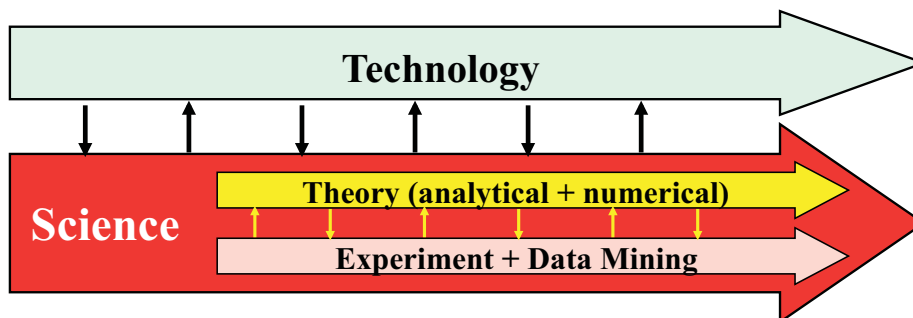 Technology
Theory (analytical + numerical)
Science
Experiment + Data Mining